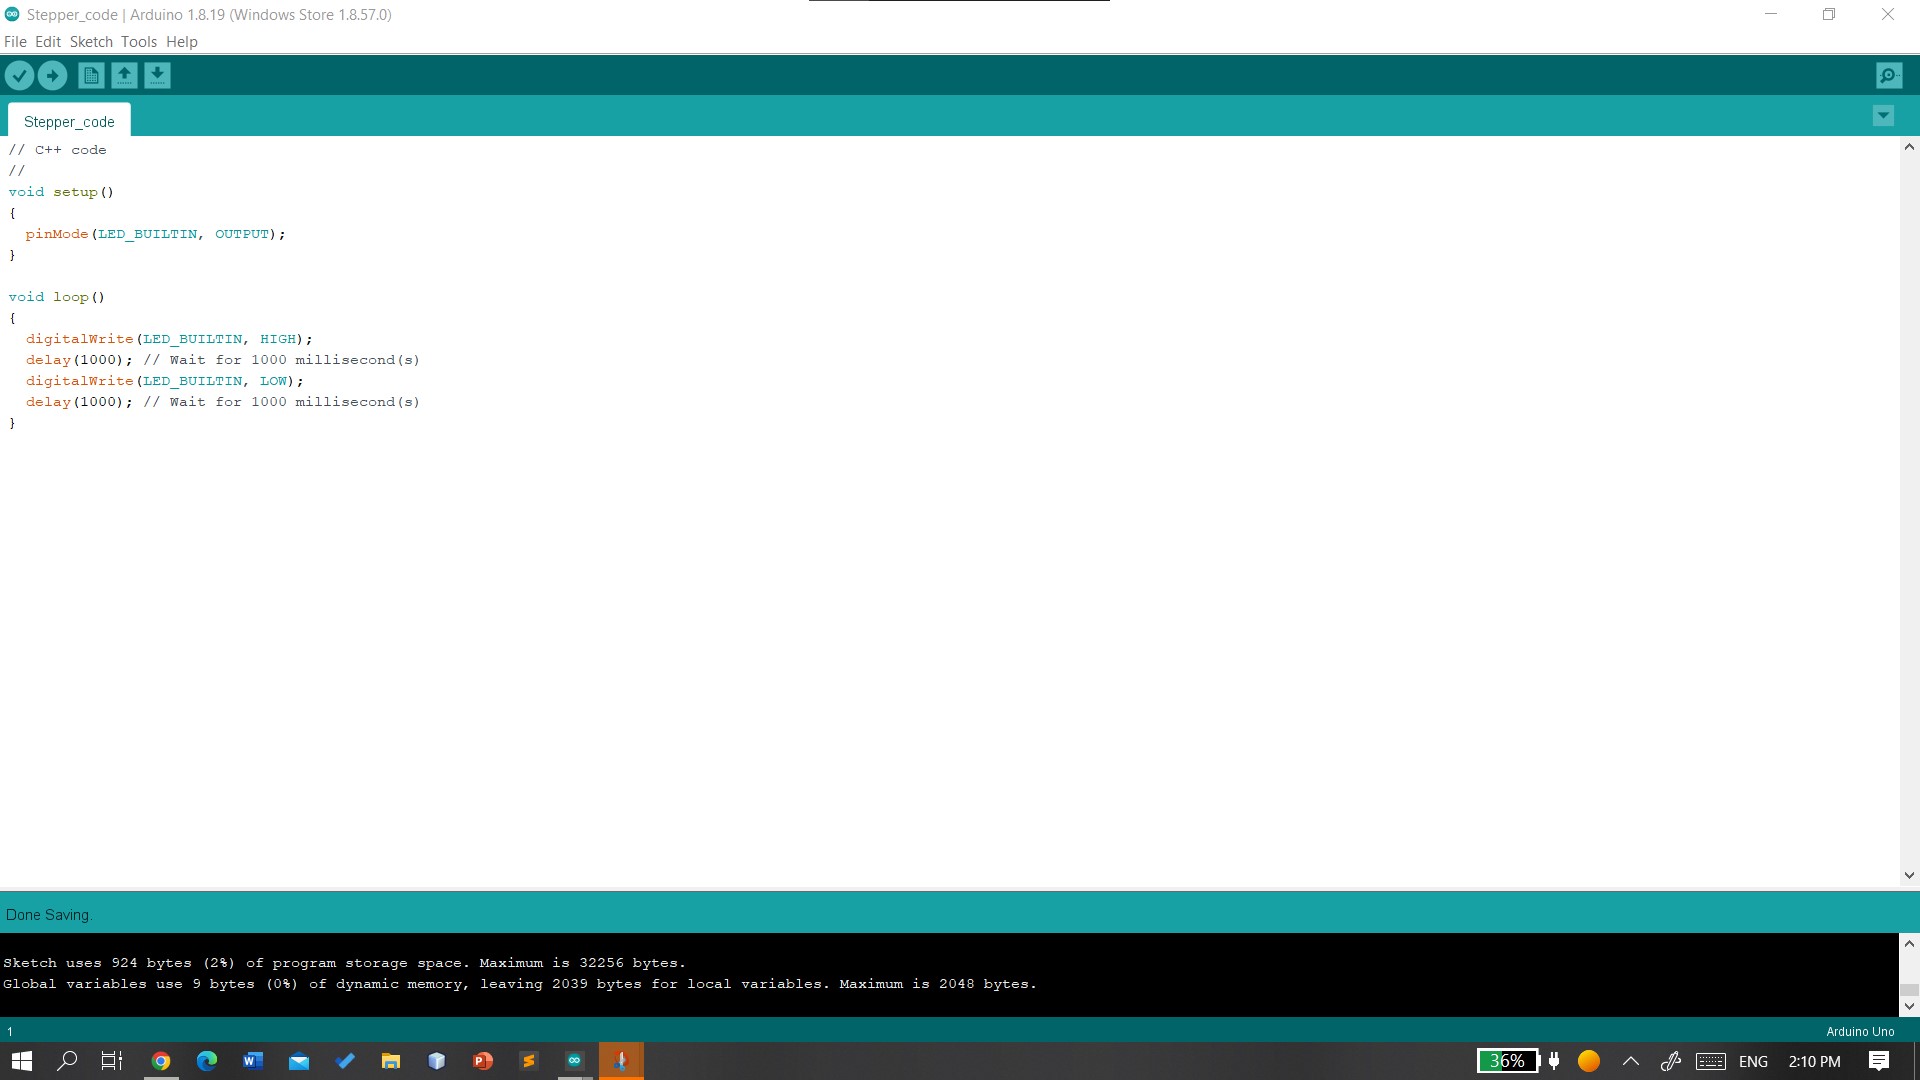 Stepper_code | Arduino 1.8.19 (Windows Store 1.8.57.0)
File Edit Sketch Tools Help
Stepper_code
// C++ code
//
void setup()
{
  pinMode(LED_BUILTIN, OUTPUT);
}
void loop()
{
  digitalWrite(LED_BUILTIN, HIGH);
  delay(1000); // Wait for 1000 millisecond(s)
  digitalWrite(LED_BUILTIN, LOW);
  delay(1000); // Wait for 1000 millisecond(s)
}
Done Saving.
Sketch uses 924 bytes (2%) of program storage space. Maximum is 32256 bytes.
Global variables use 9 bytes (0%) of dynamic memory, leaving 2039 bytes for local variables. Maximum is 2048 bytes.
1 Arduino Uno
36% ENG 2:10 PM